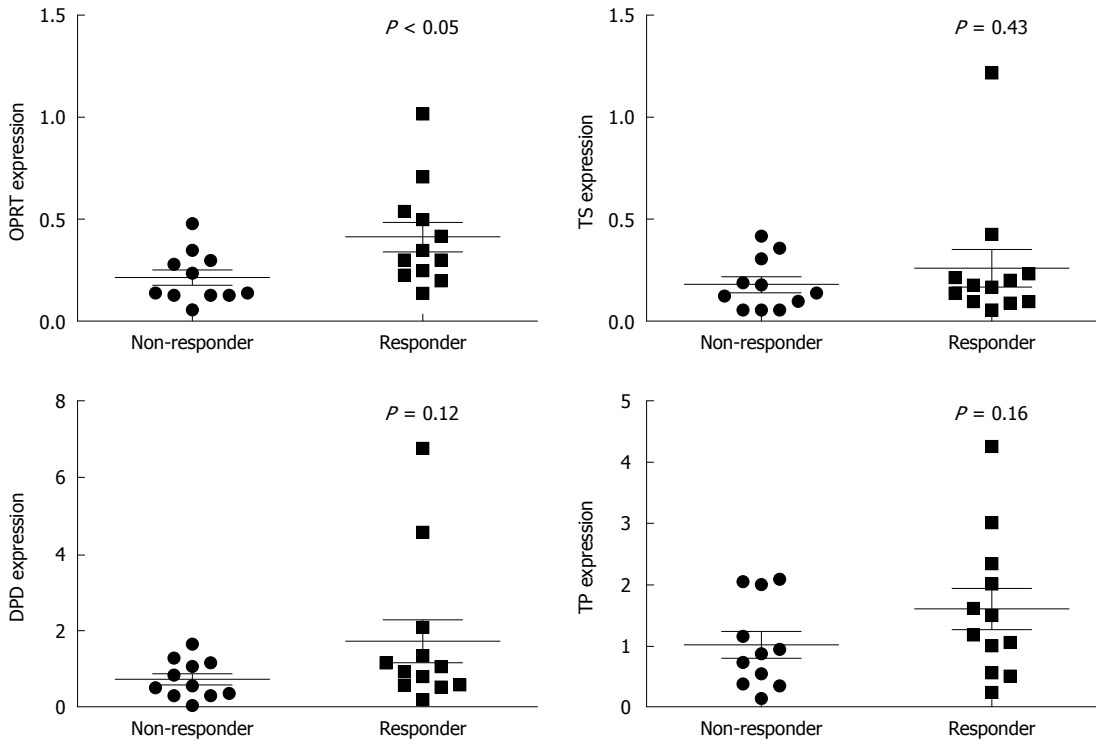 1.5
P < 0.05
1.0
OPRT expression
0.5
0.0
Non-responder
Responder
1.5
P = 0.43
1.0
TS expression
0.5
0.0
Non-responder
Responder
8
P = 0.12
6
DPD expression
4
2
0
Non-responder
Responder
5
P = 0.16
4
TP expression
3
2
1
0
Non-responder
Responder